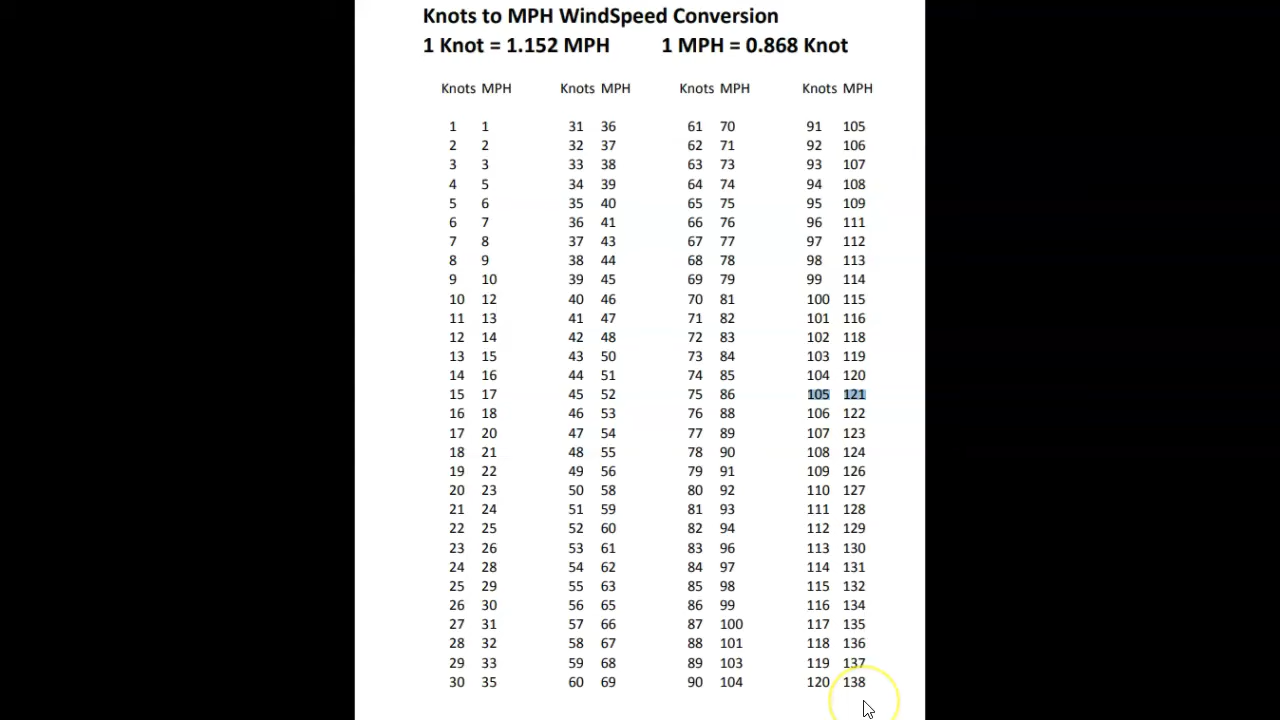 Knots to MPH WindSpeed Conversion
1 Knot = 1.152 MPH 1 MPH = 0.868 Knot
Knots MPH Knots MPH Knots MPH Knots MPH
1 1 31 36 61 70 91 105
2 2 32 37 62 71 92 106
3 3 33 38 63 73 93 107
4 5 34 39 64 74 94 108
5 6 35 40 65 75 95 109
6 7 36 41 66 76 96 111
7 8 37 43 67 77 97 112
8 9 38 44 68 78 98 113
9 10 39 45 69 79 99 114
10 12 40 46 70 81 100 115
11 13 41 47 71 82 101 116
12 14 42 48 72 83 102 118
13 15 43 50 73 84 103 119
14 16 44 51 74 85 104 120
15 17 45 52 75 86 105 121
16 18 46 53 76 88 106 122
17 20 47 54 77 89 107 123
18 21 48 55 78 90 108 124
19 22 49 56 79 91 109 126
20 23 50 58 80 92 110 127
21 24 51 59 81 93 111 128
22 25 52 60 82 94 112 129
23 26 53 61 83 96 113 130
24 28 54 62 84 97 114 131
25 29 55 63 85 98 115 132
26 30 56 65 86 99 116 134
27 31 57 66 87 100 117 135
28 32 58 67 88 101 118 136
29 33 59 68 89 103 119 137
30 35 60 69 90 104 120 138